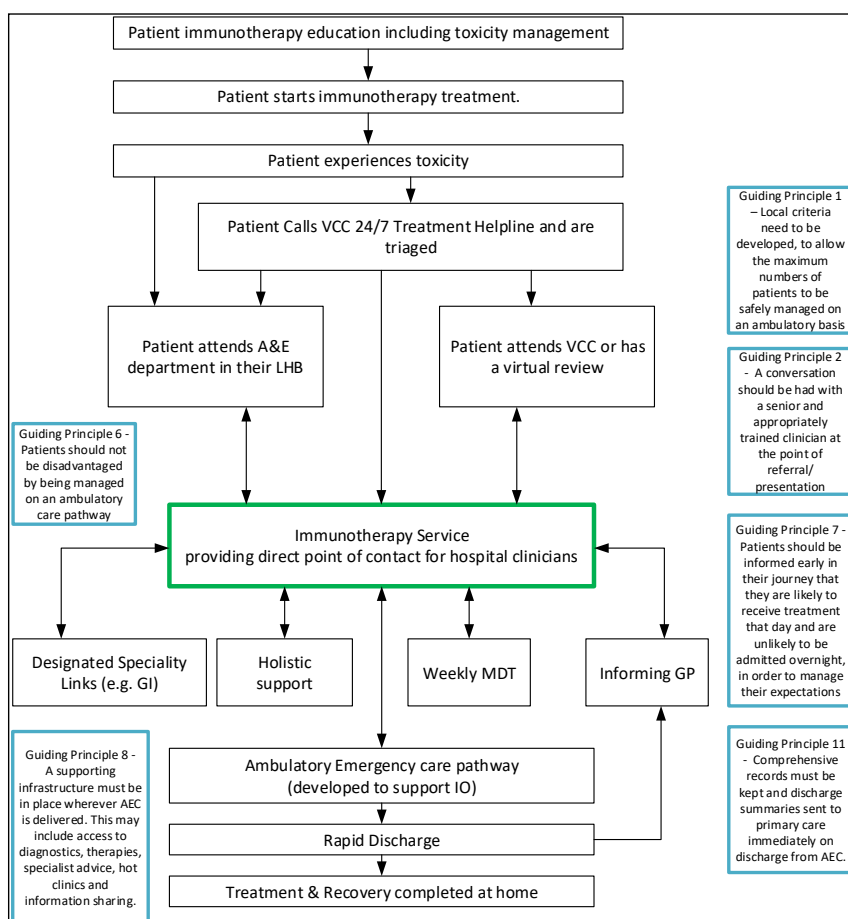 Patient immunotherapy education including toxicity management
Patient starts immunotherapy treatment.
Patient experiences toxicity
Patient Calls VCC 24/7 Treatment Helpline and are
triaged
Guiding Principle 1
– Local criteria
need to be
developed, to allow
the maximum
numbers of
patients to be
safely managed on
an ambulatory basis
Patient attends A&E
department in their LHB
Patient attends VCC or has
a virtual review
Guiding Principle 2
- A conversation
should be had with
a senior and
appropriately
trained clinician at
the point of
referral/
presentation
Guiding Principle 6 -
Patients should not
be disadvantaged
by being managed
on an ambulatory
care pathway
Immunotherapy Service
providing direct point of contact for hospital clinicians
Guiding Principle 7 -
Patients should be
informed early in
their journey that
they are likely to
receive treatment
that day and are
unlikely to be
admitted overnight,
in order to manage
their expectations
Designated Speciality
Links (e.g. GI)
Holistic
support
Weekly MDT
Informing GP
Guiding Principle 8 -
A supporting
infrastructure must be
in place wherever AEC
is delivered. This may
include access to
diagnostics, therapies,
specialist advice, hot
clinics and
information sharing.
Ambulatory Emergency care pathway
(developed to support IO)
Rapid Discharge
Treatment & Recovery completed at home
Guiding Principle 11
- Comprehensive
records must be
kept and discharge
summaries sent to
primary care
immediately on
discharge from AEC.